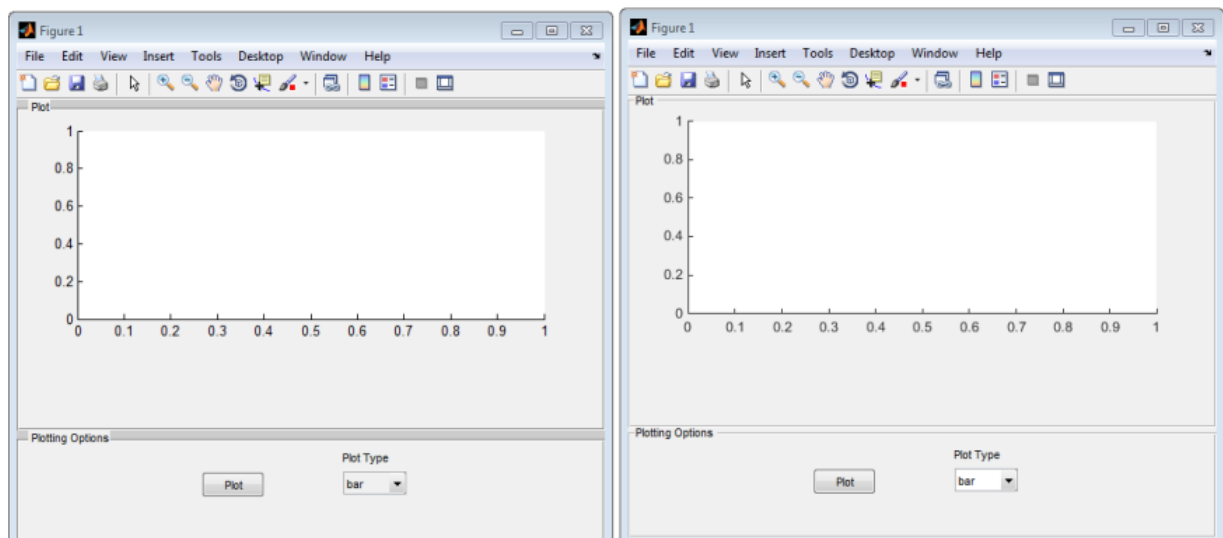 Figure 1
File Edit View Insert Tools Desktop Window Help
Plot
1
0.8
0.6
0.4
0.2
0
0 0.1 0.2 0.3 0.4 0.5 0.6 0.7 0.8 0.9 1
Plotting Options
Plot Type
Plot bar
Figure 1
File Edit View Insert Tools Desktop Window Help
Plot
1
0.8
0.6
0.4
0.2
0
0 0.1 0.2 0.3 0.4 0.5 0.6 0.7 0.8 0.9 1
Plotting Options
Plot Type
Plot bar